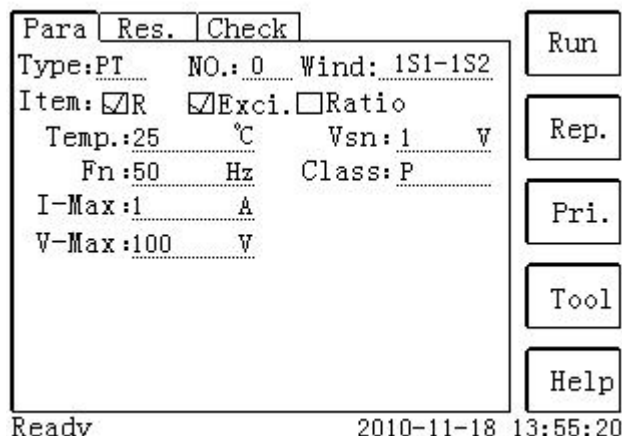 Para Res. Check
Type:PT NO.:0 Wind: 1S1-1S2
Item: R Exci. Ratio
Temp.:25 ℃ Vsn:1 V
Fn:50 Hz Class:P
I-Max:1 A
V-Max:100 V
Run
Rep.
Pri.
Tool
Help
Ready 2010-11-18 13:55:20